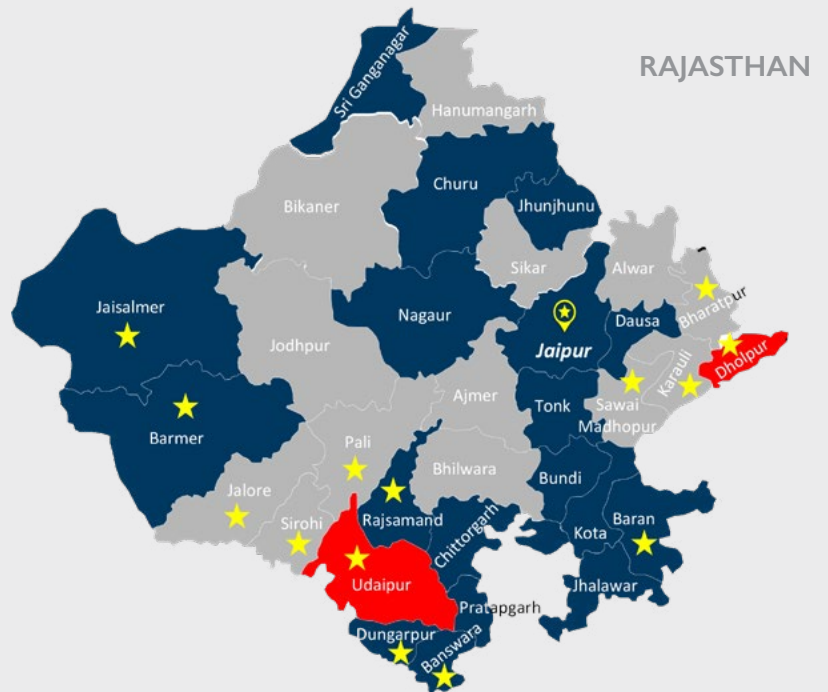 RAJASTHAN
Sri Ganganagar
Hanumangarh
Churu
Jhunjhunu
Bikaner
Sikar
Alwar
Jaisalmer
Nagaur
Bharatpur
Dausa
Jodhpur
Jaipur
Dholpur
Karauli
Ajmer
Tonk
Sawai
Madhopur
Barmer
Pali
Bhilwara
Bundi
Jalore
Sirohi
Rajsamand
Chittorgarh
Kota
Baran
Udaipur
Jhalawar
Pratapgarh
Dungarpur
Banswara